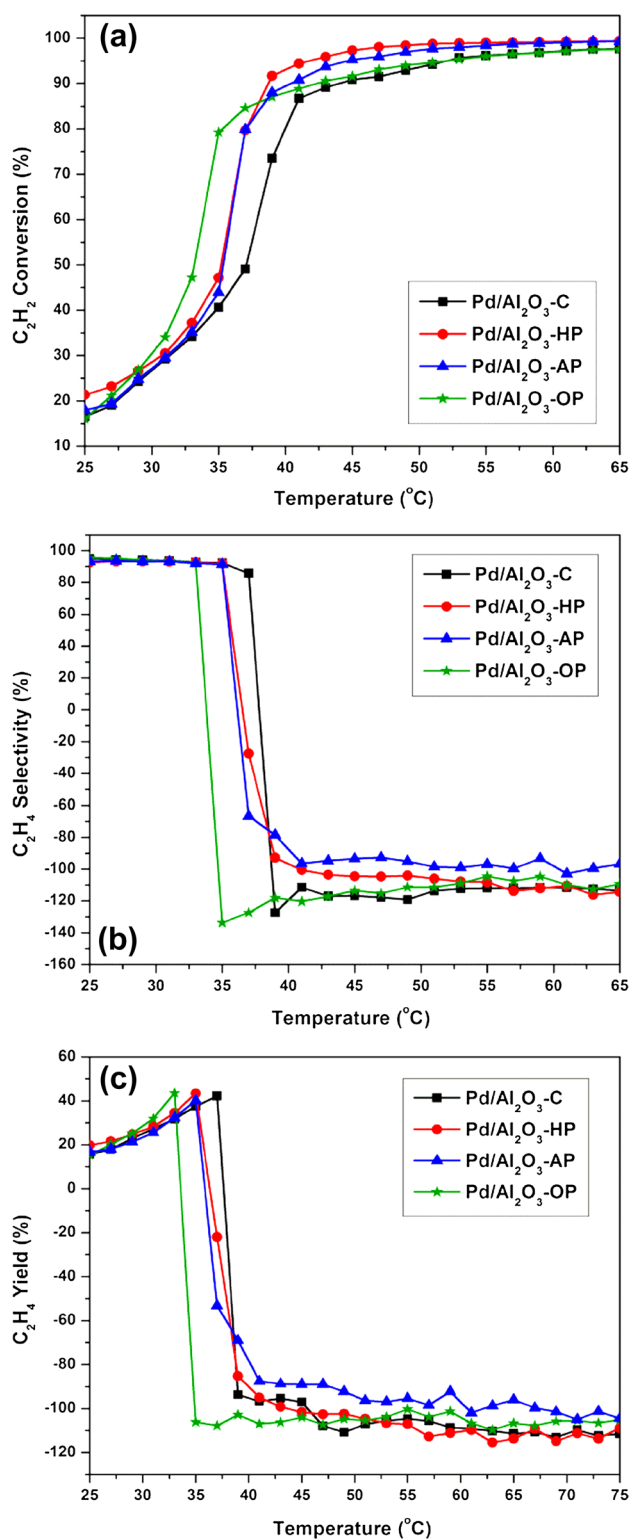 (a)
C2H2 Conversion (%)
100
90
80
70
60
50
40
30
20
10
Pd/Al2O3-C
Pd/Al2O3-HP
Pd/Al2O3-AP
Pd/Al2O3-OP
25 30 35 40 45 50 55 60 65
Temperature (oC)
C2H4 Selectivity (%)
100
80
60
40
20
0
-20
-40
-60
-80
-100
-120
-140
-160
Pd/Al2O3-C
Pd/Al2O3-HP
Pd/Al2O3-AP
Pd/Al2O3-OP
(b)
25 30 35 40 45 50 55 60 65
Temperature (oC)
(c)
C2H4 Yield (%)
60
40
20
0
-20
-40
-60
-80
-100
-120
Pd/Al2O3-C
Pd/Al2O3-HP
Pd/Al2O3-AP
Pd/Al2O3-OP
25 30 35 40 45 50 55 60 65 70 75
Temperature (oC)